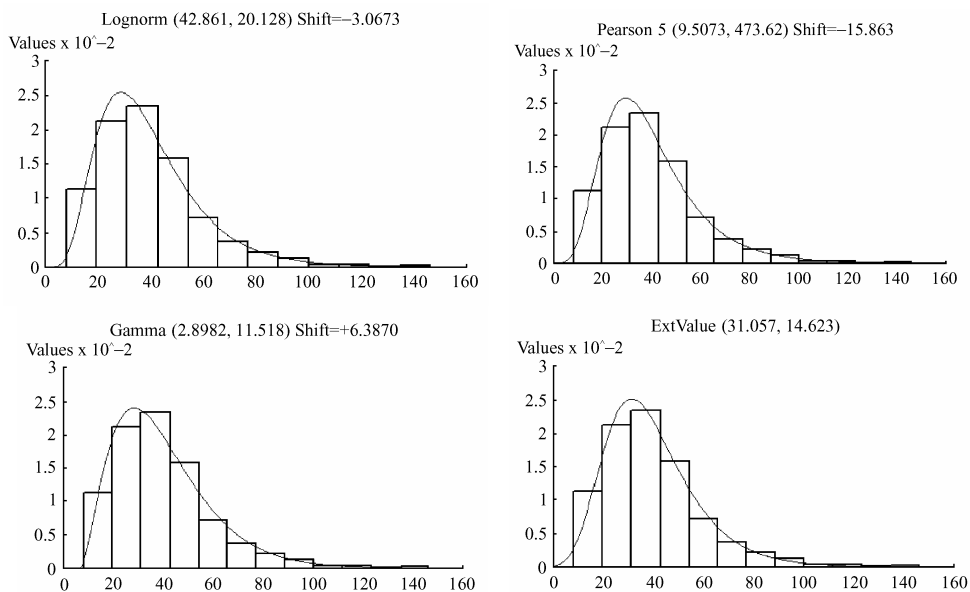 Lognorm (42.861, 20.128) Shift=–3.0673
Values x 10^–2
3
2.5
2
1.5
1
0.5
0
0 20 40 60 80 100 120 140 160
Pearson 5 (9.5073, 473.62) Shift=–15.863
Values x 10^–2
3
2.5
2
1.5
1
0.5
0
0 20 40 60 80 100 120 140 160
Gamma (2.8982, 11.518) Shift=+6.3870
Values x 10^–2
3
2.5
2
1.5
1
0.5
0
0 20 40 60 80 100 120 140 160
ExtValue (31.057, 14.623)
Values x 10^–2
3
2.5
2
1.5
1
0.5
0
0 20 40 60 80 100 120 140 160